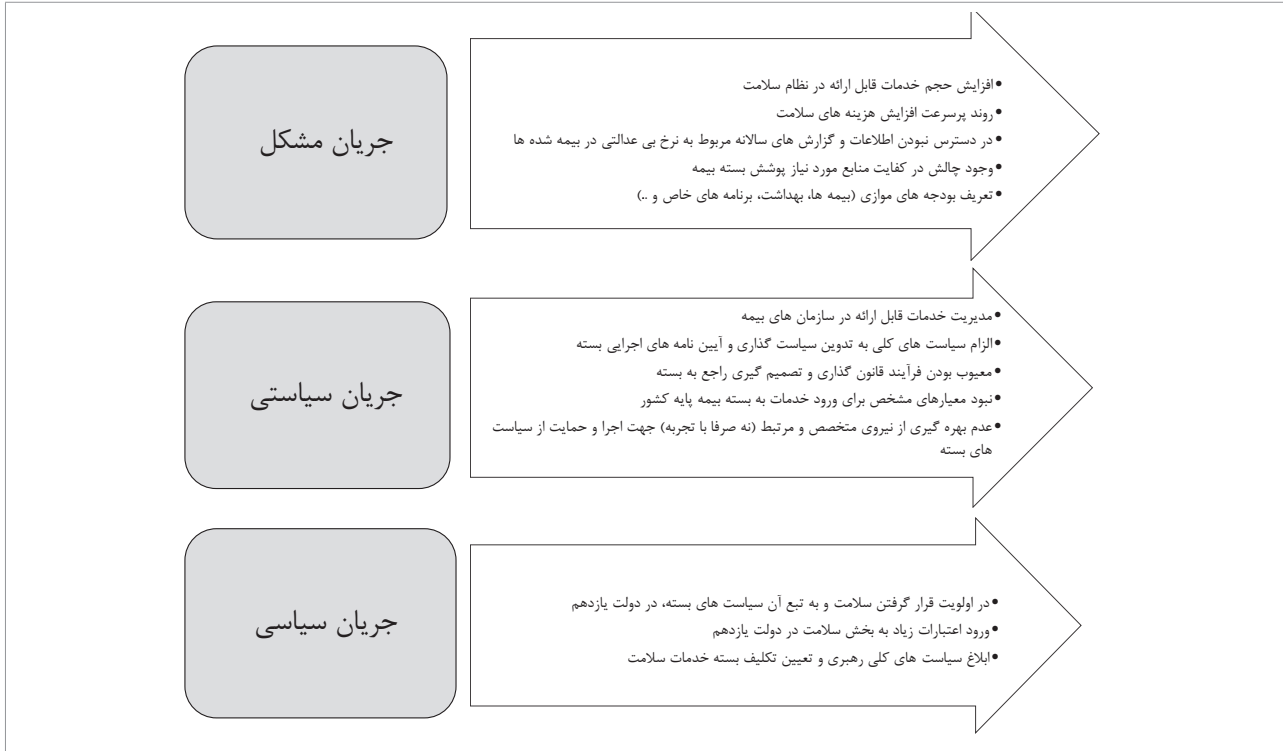 جریان مشکل
•افزایش حجم خدمات قابل ارائه در نظام سلامت
•روند پرسرعت افزایش هزینه های سلامت
•در دسترس نبودن اطلاعات و گزارش های سالانه مربوط به نرخ بی عدالتی در بیمه شده ها
•وجود چالش در کفایت منابع مورد نیاز پوشش بسته بیمه
•تعریف بودجه های موازی (بیمه ها، بهداشت، برنامه های خاص و ..)
جریان سیاستی
•مدیریت خدمات قابل ارائه در سازمان های بیمه
•الزام سیاست های کلی به تدوین سیاست گذاری و آیین نامه های اجرایی بسته
•معیوب بودن فرآیند قانون گذاری و تصمیم گیری راجع به بسته
•نبود معیارهای مشخص برای ورود خدمات به بسته بیمه پایه کشور
•عدم بهره گیری از نیروی متخصص و مرتبط (نه صرفا با تجربه) جهت اجرا و حمایت از سیاست
های بسته
جریان سیاسی
•در اولویت قرار گرفتن سلامت و به تبع آن سیاست های بسته، در دولت یازدهم
•ورود اعتبارات زیاد به بخش سلامت در دولت یازدهم
•ابلاغ سیاست های کلی رهبری و تعیین تکلیف بسته خدمات سلامت